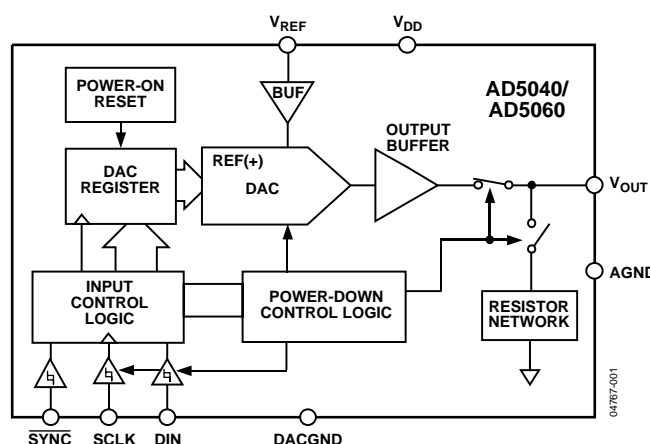 VREF
VDD
POWER-ON
RESET
BUF
AD5040/
AD5060
OUTPUT
BUFFER
REF(+)
DAC
DAC
REGISTER
VOUT
AGND
INPUT
CONTROL
LOGIC
POWER-DOWN
CONTROL LOGIC
RESISTOR
NETWORK
04767-001
SYNC
SCLK
DIN
DACGND